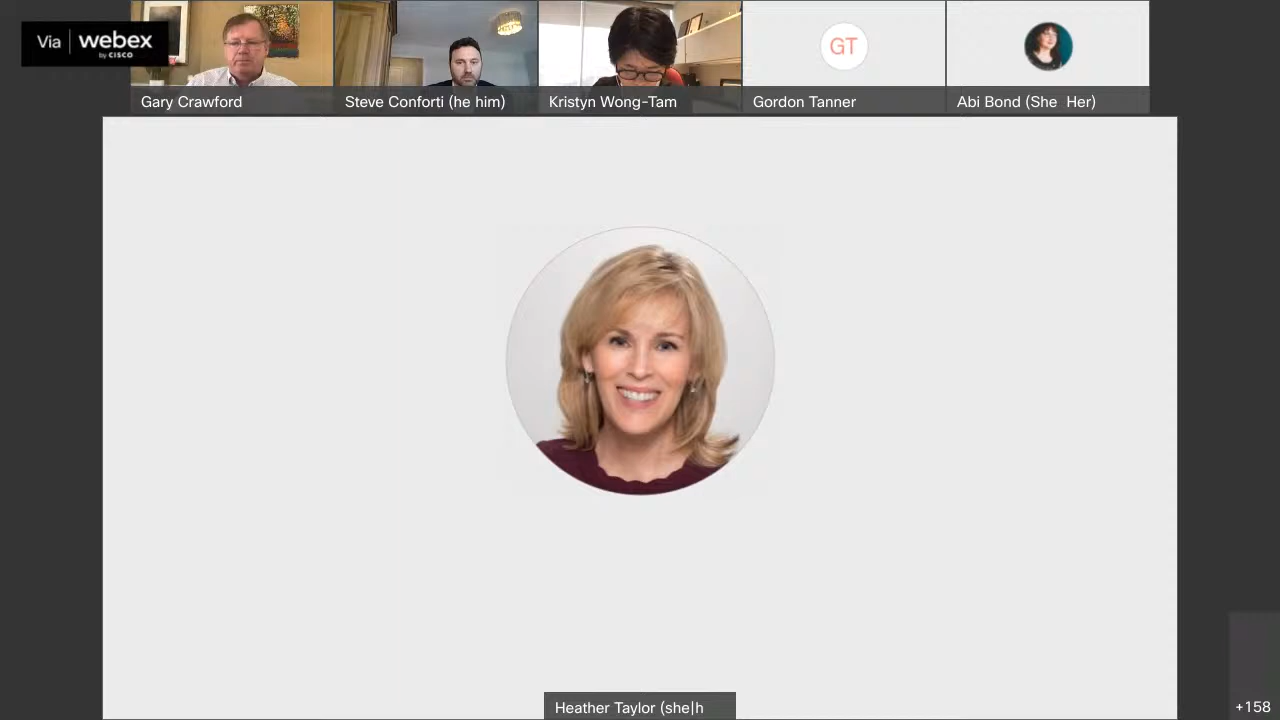 Via webex
by CISCO
Gary Crawford
Steve Conforti (he him)
Kristyn Wong-Tam
GT
Gordon Tanner
Abi Bond (She Her)
Heather Taylor (she|h
+158